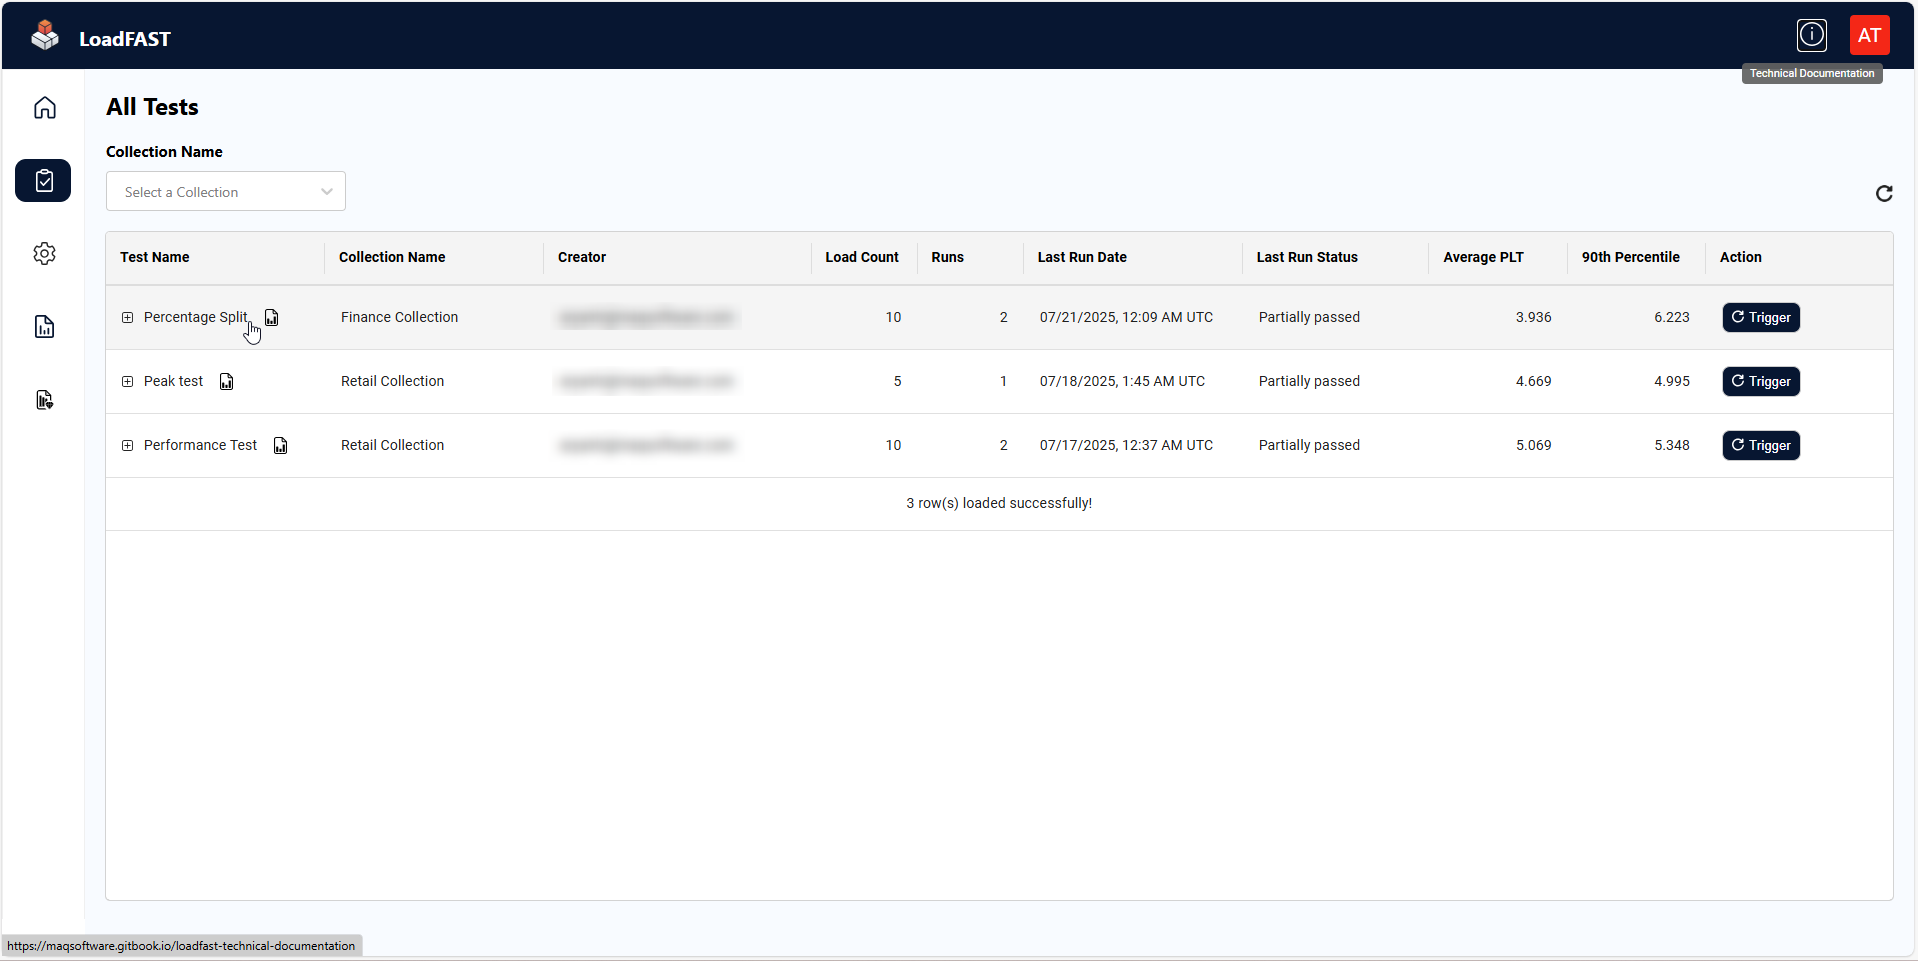 LoadFAST
AT
Technical Documentation
All Tests
Collection Name
Select a Collection
Test Name Collection Name Creator Load Count Runs Last Run Date Last Run Status Average PLT 90th Percentile Action
Percentage Split Finance Collection 10 2 07/21/2025, 12:09 AM UTC Partially passed 3.936 6.223 Trigger
Peak test Retail Collection 5 1 07/18/2025, 1:45 AM UTC Partially passed 4.669 4.995 Trigger
Performance Test Retail Collection 10 2 07/17/2025, 12:37 AM UTC Partially passed 5.069 5.348 Trigger
3 row(s) loaded successfully!
https://maqsoftware.gitbook.io/loadfast-technical-documentation